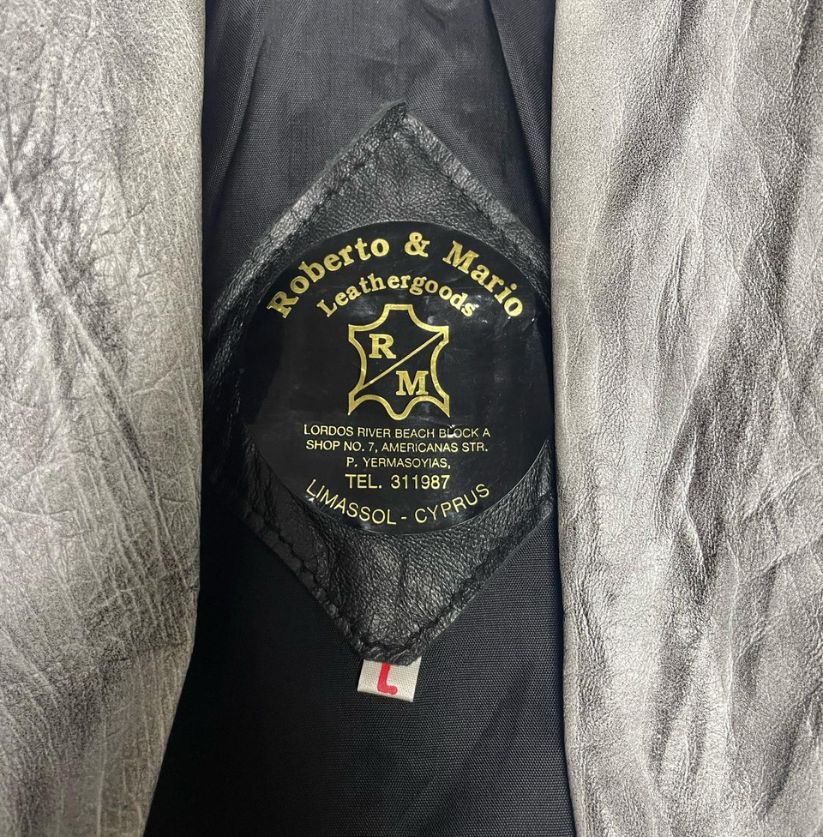 Roberto & Mario
Leathergoods
R
M
LORDOS RIVER BEACH BLOCK A
SHOP NO. 7, AMERICANAS STR.
P. YERMASOYIAS,
TEL. 311987
LIMASSOL - CYPRUS
L